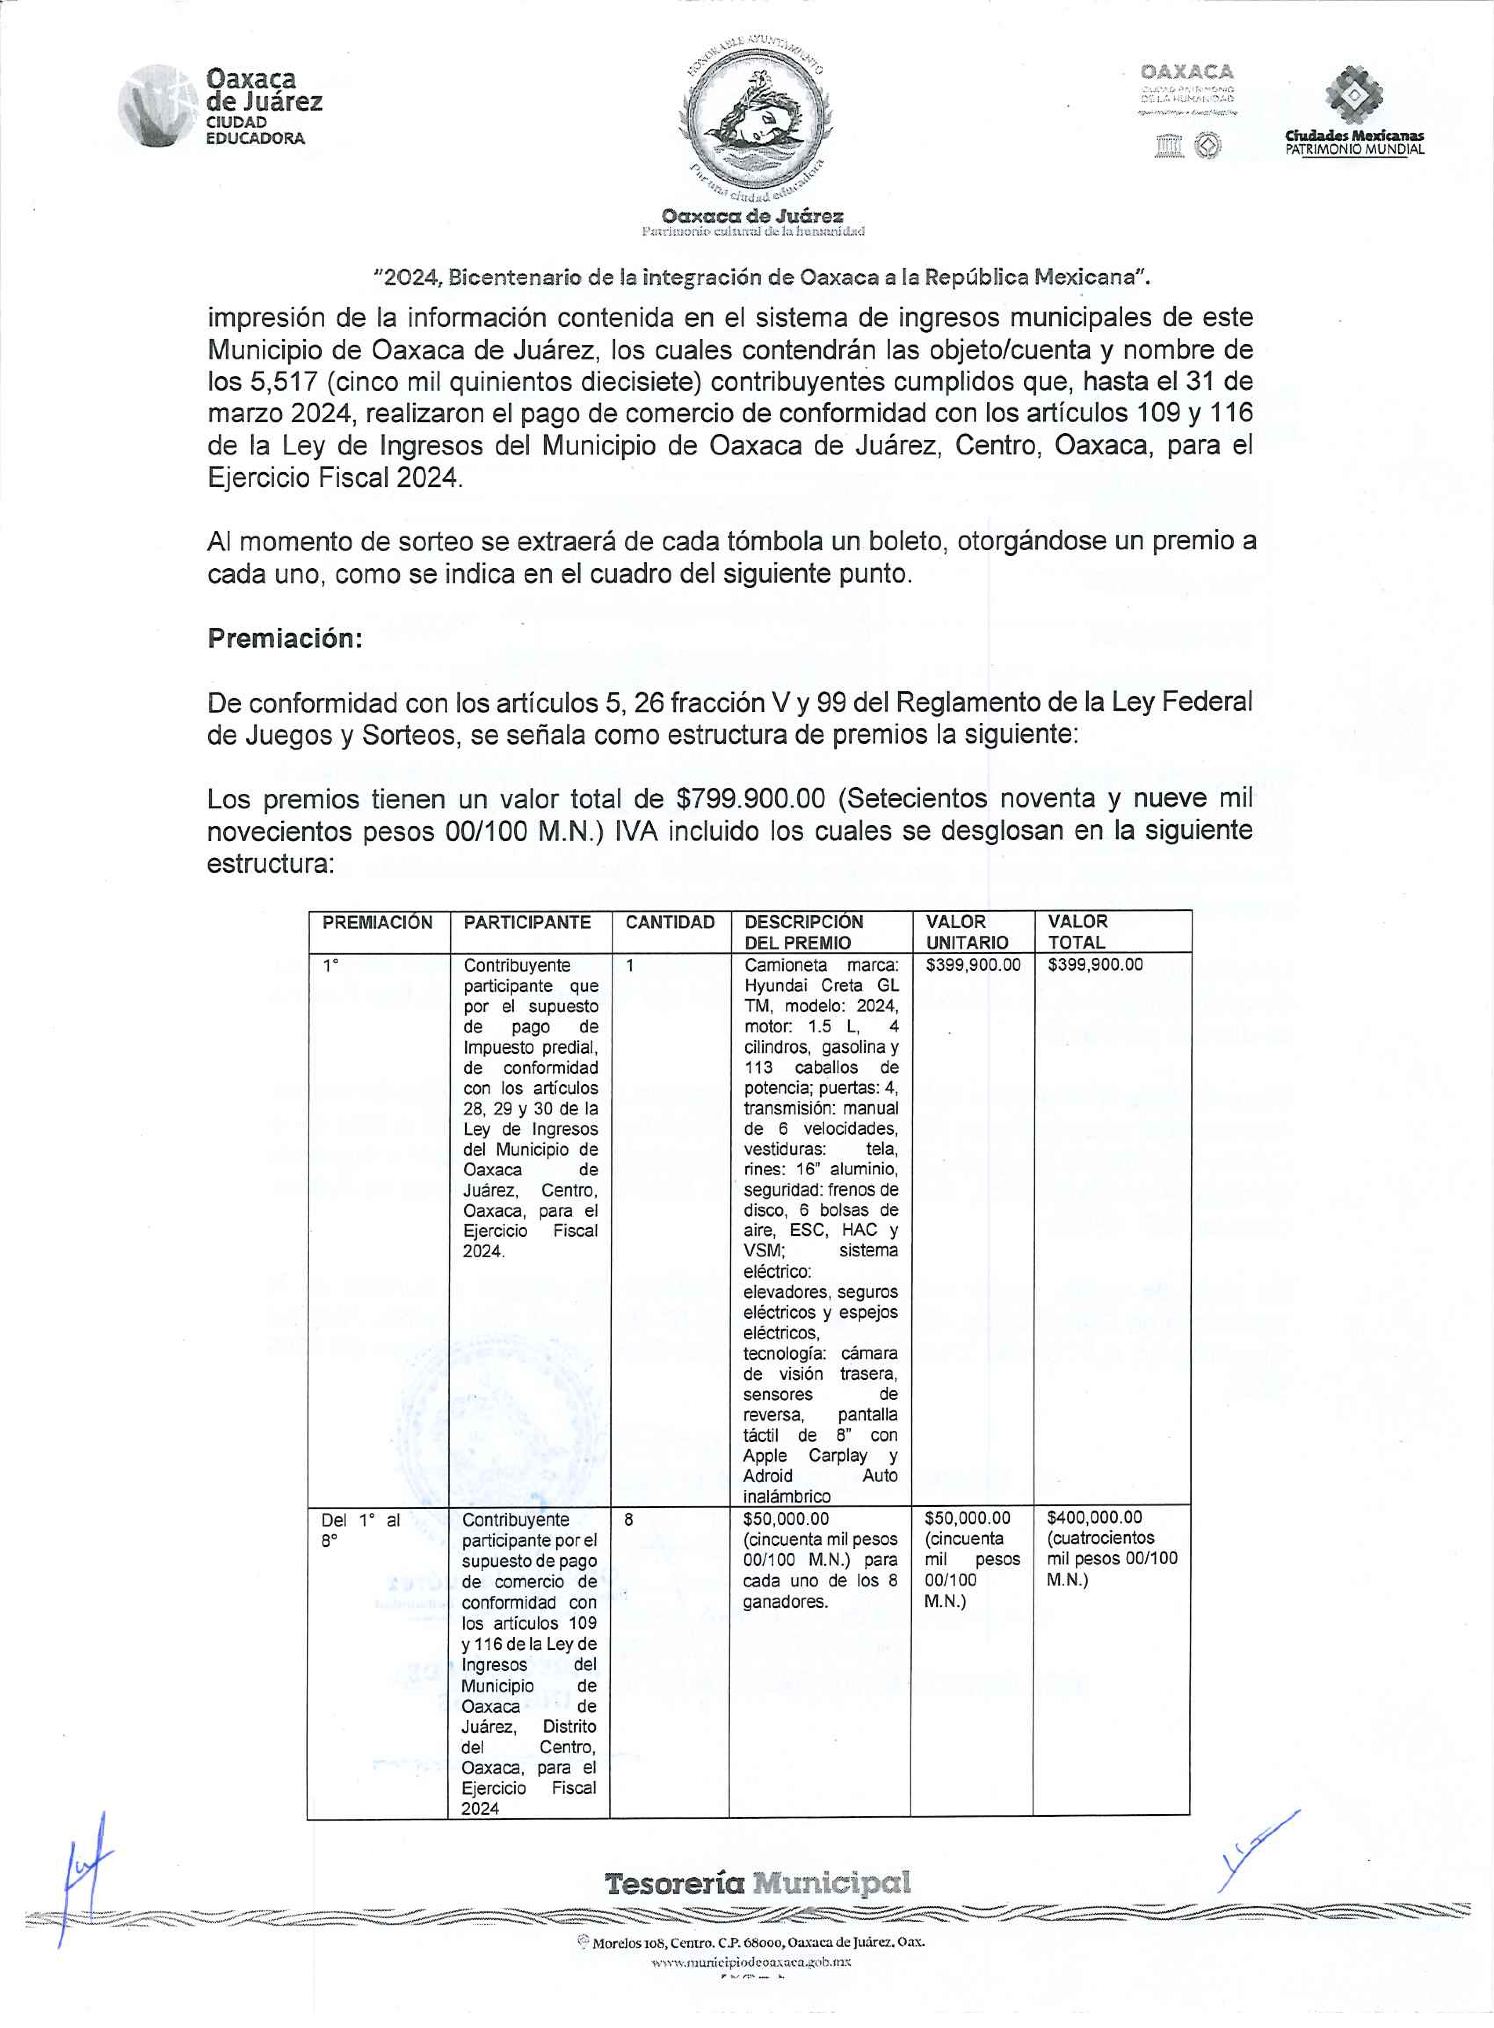 Oaxaca
de Juárez
CIUDAD
EDUCADORA
HONORABLE AYUNTAMIENTO
Por una ciudad educadora
Oaxaca de Juárez
Patrimonio cultural de la humanidad
OAXACA
CIUDAD PATRIMONIO
DE LA HUMANIDAD
Ciudades Mexicanas
PATRIMONIO MUNDIAL
"2024, Bicentenario de la integración de Oaxaca a la República Mexicana".
impresión de la información contenida en el sistema de ingresos municipales de este
Municipio de Oaxaca de Juárez, los cuales contendrán las objeto/cuenta y nombre de
los 5,517 (cinco mil quinientos diecisiete) contribuyentes cumplidos que, hasta el 31 de
marzo 2024, realizaron el pago de comercio de conformidad con los artículos 109 y 116
de la Ley de Ingresos del Municipio de Oaxaca de Juárez, Centro, Oaxaca, para el
Ejercicio Fiscal 2024.
Al momento de sorteo se extraerá de cada tómbola un boleto, otorgándose un premio a
cada uno, como se indica en el cuadro del siguiente punto.
Premiación:
De conformidad con los artículos 5, 26 fracción V y 99 del Reglamento de la Ley Federal
de Juegos y Sorteos, se señala como estructura de premios la siguiente:
Los premios tienen un valor total de $799.900.00 (Setecientos noventa y nueve mil
novecientos pesos 00/100 M.N.) IVA incluido los cuales se desglosan en la siguiente
estructura:
PREMIACIÓN
PARTICIPANTE
CANTIDAD
DESCRIPCIÓN
DEL PREMIO
VALOR
UNITARIO
VALOR
TOTAL
1°
Contribuyente
participante que
por el supuesto
de pago de
Impuesto predial,
de conformidad
con los artículos
28, 29 y 30 de la
Ley de Ingresos
del Municipio de
Oaxaca de
Juárez, Centro,
Oaxaca, para el
Ejercicio Fiscal
2024.
1
Camioneta marca:
Hyundai Creta GL
TM, modelo: 2024,
motor: 1.5 L, 4
cilindros, gasolina y
113 caballos de
potencia; puertas: 4,
transmisión: manual
de 6 velocidades,
vestiduras: tela,
rines: 16" aluminio,
seguridad: frenos de
disco, 6 bolsas de
aire, ESC, HAC y
VSM; sistema
eléctrico:
elevadores, seguros
eléctricos y espejos
eléctricos,
tecnología: cámara
de visión trasera,
sensores de
reversa, pantalla
táctil de 8" con
Apple Carplay y
Adroid Auto
inalámbrico
$399,900.00
$399,900.00
Del 1° al
8°
Contribuyente
participante por el
supuesto de pago
de comercio de
conformidad con
los artículos 109
y 116 de la Ley de
Ingresos del
Municipio de
Oaxaca de
Juárez, Distrito
del Centro,
Oaxaca, para el
Ejercicio Fiscal
2024
8
$50,000.00
(cincuenta mil pesos
00/100 M.N.) para
cada uno de los 8
ganadores.
$50,000.00
(cincuenta
mil pesos
00/100
M.N.)
$400,000.00
(cuatrocientos
mil pesos 00/100
M.N.)
Tesorería Municipal
Morelos 108, Centro. C.P. 68000, Oaxaca de Juárez. Oax.
www.municipiodeoaxaca.gob.mx